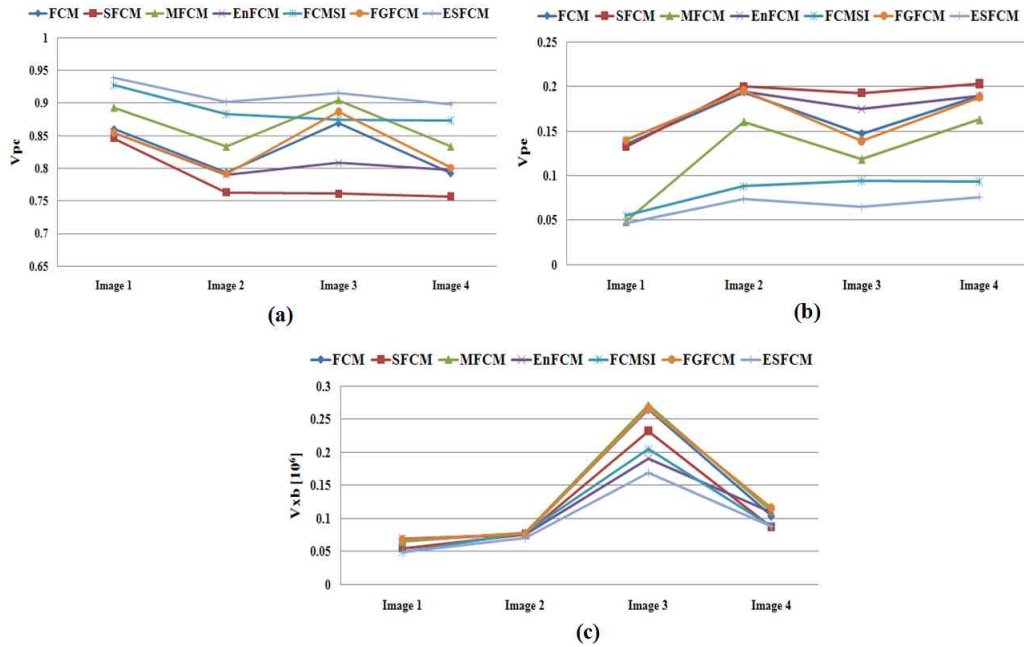 FCM SFCM MFCM EnFCM FCMSI FGFCM ESFCM
1
0.95
0.9
0.85
0.8
0.75
0.7
0.65
Vpc
Image 1 Image 2 Image 3 Image 4
(a)
FCM SFCM MFCM EnFCM FCMSI FGFCM ESFCM
0.25
0.2
0.15
0.1
0.05
0
Vpe
Image 1 Image 2 Image 3 Image 4
(b)
FCM SFCM MFCM EnFCM FCMSI FGFCM ESFCM
0.3
0.25
0.2
0.15
0.1
0.05
0
Vxb [10⁶]
Image 1 Image 2 Image 3 Image 4
(c)